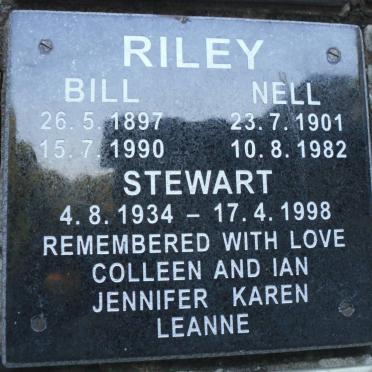 RILEY
BILL NELL
26.5.1897 23.7.1901
15.7.1990 10.8.1982
STEWART
4.8.1934 – 17.4.1998
REMEMBERED WITH LOVE
COLLEEN AND IAN
JENNIFER KAREN
LEANNE